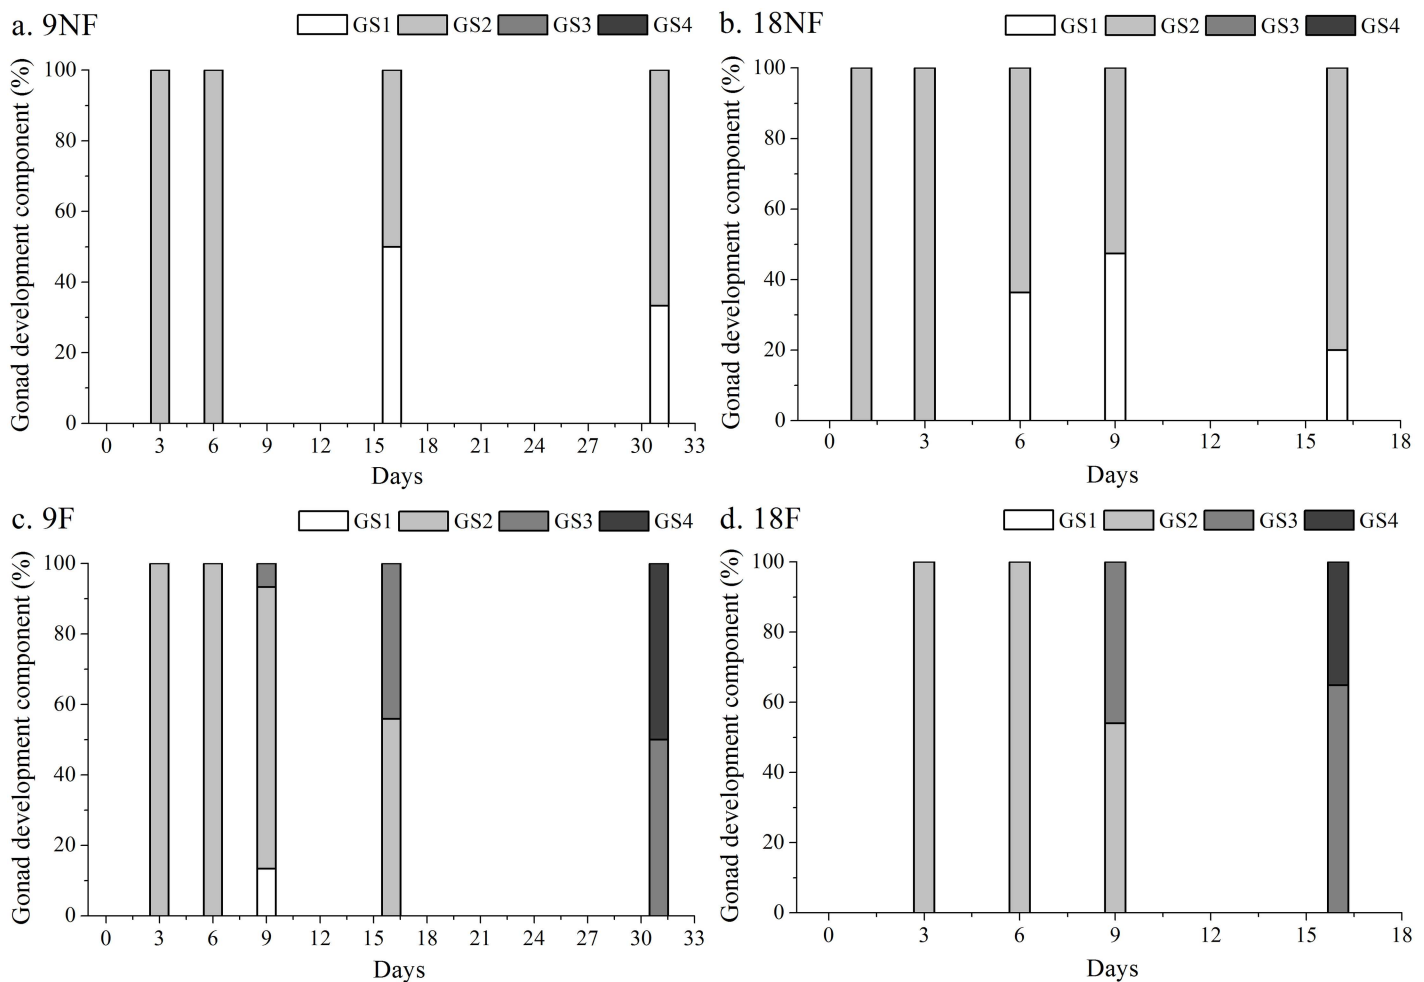 a. 9NF
GS1 GS2 GS3 GS4
Gonad development component (%)
100
80
60
40
20
0
0 3 6 9 12 15 18 21 24 27 30 33
Days
b. 18NF
GS1 GS2 GS3 GS4
Gonad development component (%)
100
80
60
40
20
0
0 3 6 9 12 15 18
Days
c. 9F
GS1 GS2 GS3 GS4
Gonad development component (%)
100
80
60
40
20
0
0 3 6 9 12 15 18 21 24 27 30 33
Days
d. 18F
GS1 GS2 GS3 GS4
Gonad development component (%)
100
80
60
40
20
0
0 3 6 9 12 15 18
Days